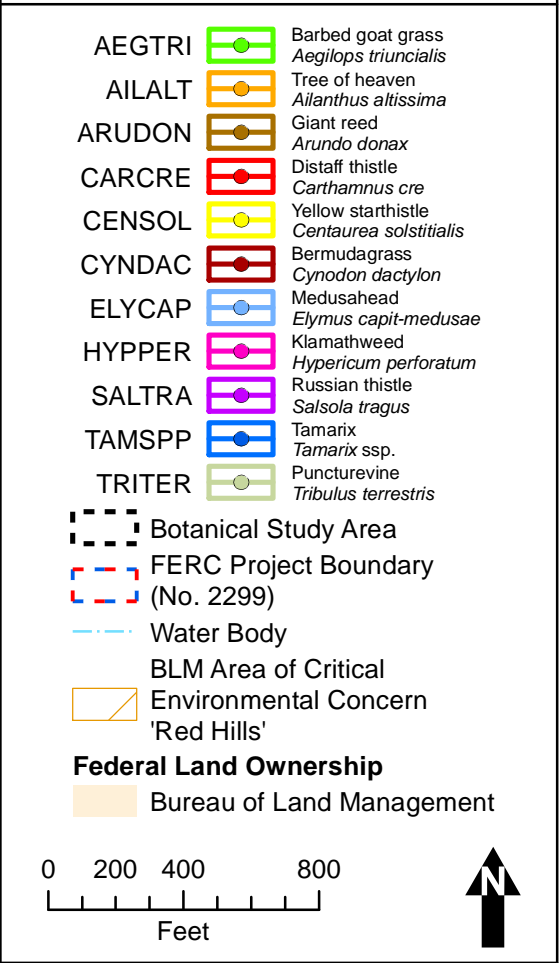 AEGTRI Barbed goat grass
Aegilops triuncialis
AILALT Tree of heaven
Ailanthus altissima
ARUDON Giant reed
Arundo donax
CARCRE Distaff thistle
Carthamnus cre
CENSOL Yellow starthistle
Centaurea solstitialis
CYNDAC Bermudagrass
Cynodon dactylon
ELYCAP Medusahead
Elymus capit-medusae
HYPPER Klamathweed
Hypericum perforatum
SALTRA Russian thistle
Salsola tragus
TAMSPP Tamarix
Tamarix ssp.
TRITER Puncturevine
Tribulus terrestris
Botanical Study Area
FERC Project Boundary
(No. 2299)
Water Body
BLM Area of Critical
Environmental Concern
'Red Hills'
Federal Land Ownership
Bureau of Land Management
0 200 400 800
Feet
N